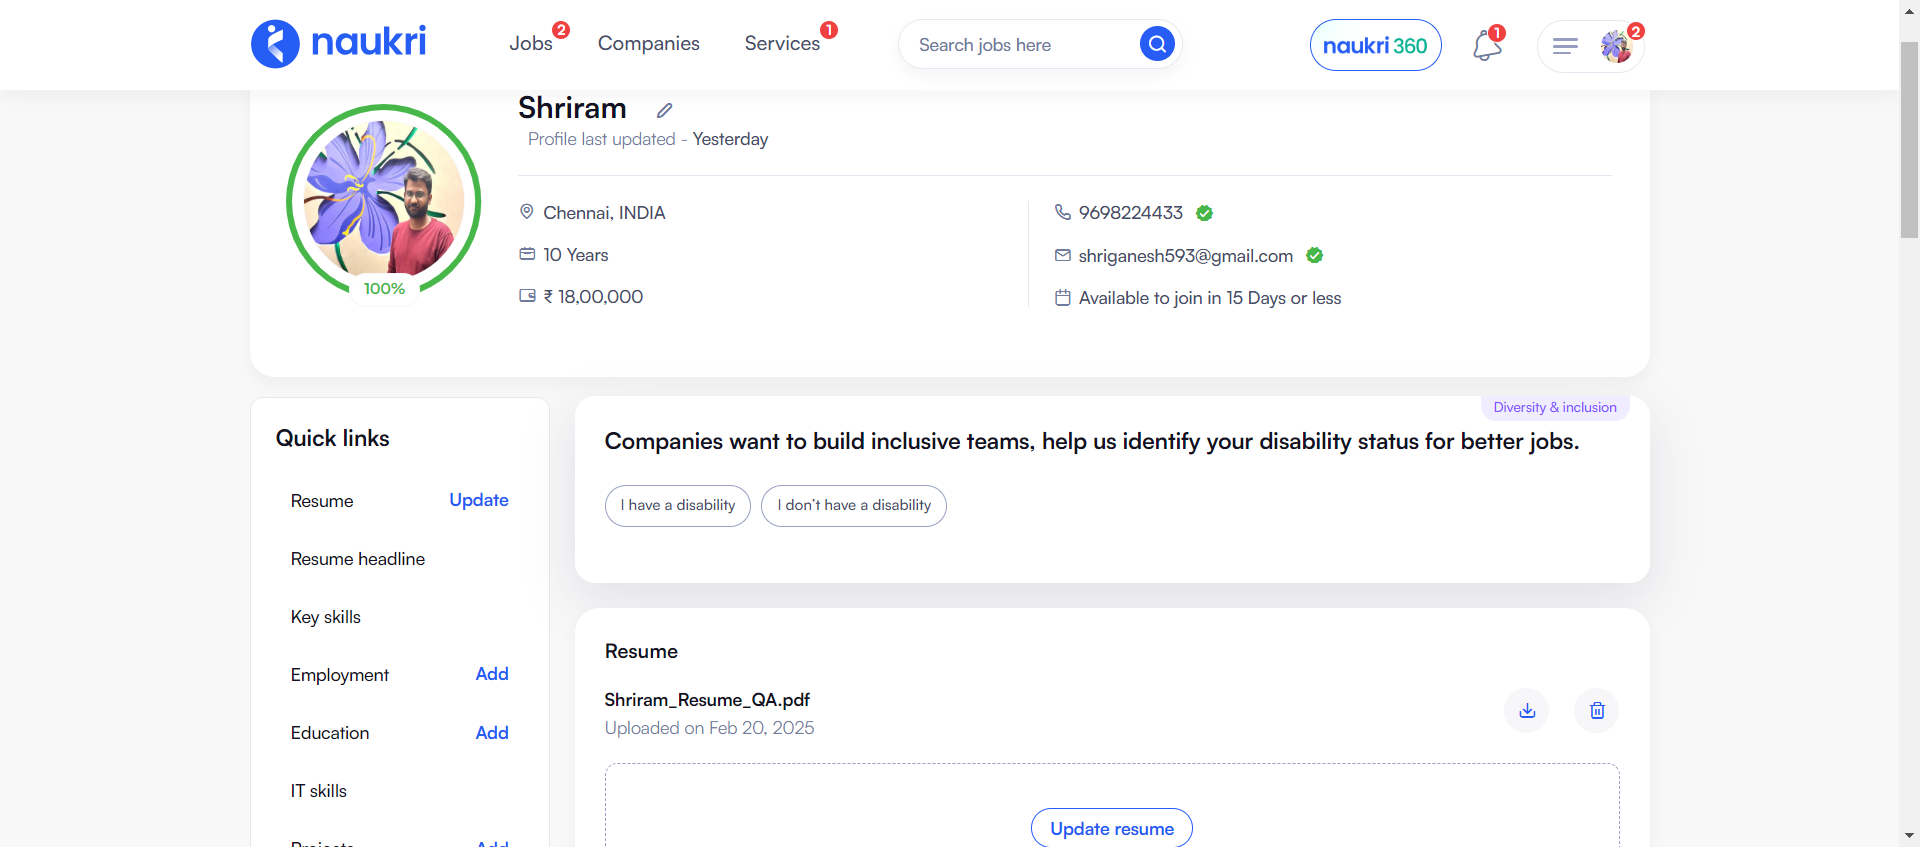 naukri
Jobs 2
Companies
Services 1
Search jobs here
naukri 360
1
2
Shriram
Profile last updated - Yesterday
100%
Chennai, INDIA
10 Years
₹ 18,00,000
9698224433
shriganesh593@gmail.com
Available to join in 15 Days or less
Quick links
Resume Update
Resume headline
Key skills
Employment Add
Education Add
IT skills
Projects Add
Diversity & inclusion
Companies want to build inclusive teams, help us identify your disability status for better jobs.
I have a disability
I don't have a disability
Resume
Shriram_Resume_QA.pdf
Uploaded on Feb 20, 2025
Update resume